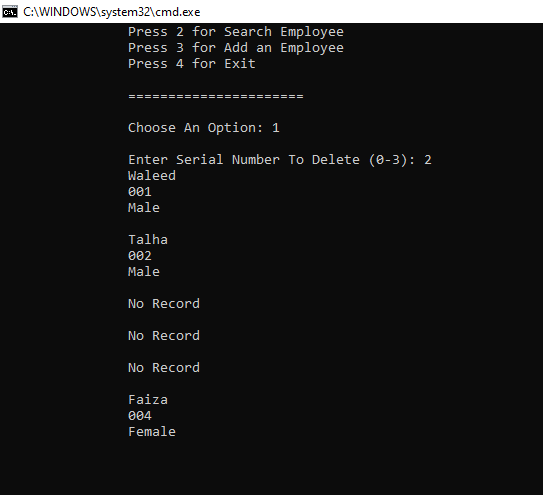 C:\WINDOWS\system32\cmd.exe
Press 2 for Search Employee
Press 3 for Add an Employee
Press 4 for Exit
======================
Choose An Option: 1
Enter Serial Number To Delete (0-3): 2
Waleed
001
Male
Talha
002
Male
No Record
No Record
No Record
Faiza
004
Female